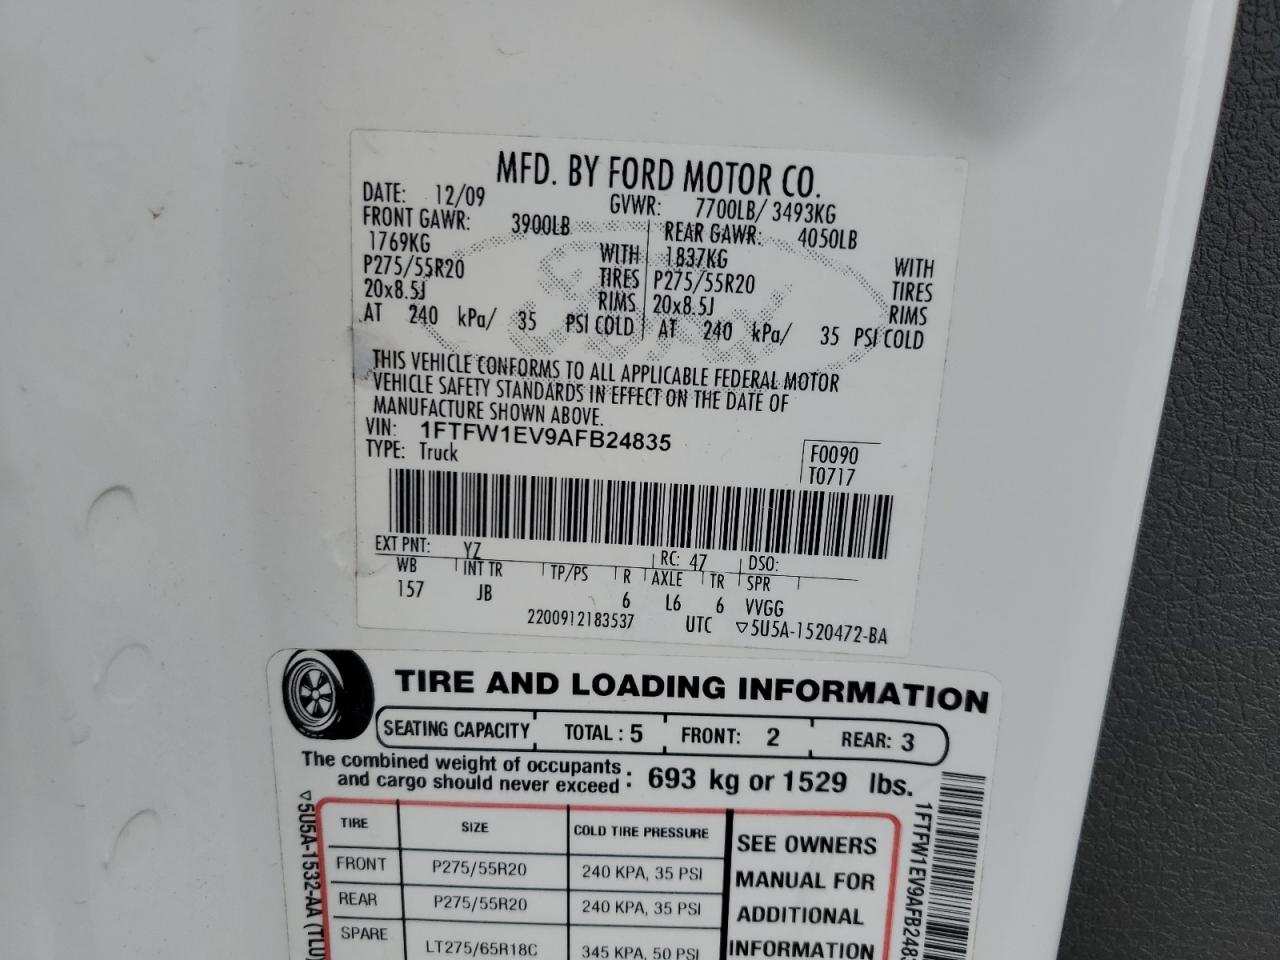 MFD. BY FORD MOTOR CO.
DATE: 12/09 GVWR: 7700LB/ 3493KG
FRONT GAWR: 3900LB REAR GAWR: 4050LB
1769KG WITH 1837KG WITH
P275/55R20 TIRES P275/55R20 TIRES
20x8.5J RIMS 20x8.5J RIMS
AT 240 kPa/ 35 PSI COLD AT 240 kPa/ 35 PSI COLD
THIS VEHICLE CONFORMS TO ALL APPLICABLE FEDERAL MOTOR
VEHICLE SAFETY STANDARDS IN EFFECT ON THE DATE OF
MANUFACTURE SHOWN ABOVE.
VIN: 1FTFW1EV9AFB24835
TYPE: Truck
F0090
T0717
EXT PNT: YZ RC: 47 DSO:
WB INT TR TP/PS R AXLE TR SPR
157 JB 6 L6 6 VVGG
2200912183537 UTC ▽5U5A-1520472-BA
TIRE AND LOADING INFORMATION
SEATING CAPACITY TOTAL : 5 FRONT: 2 REAR: 3
The combined weight of occupants
and cargo should never exceed : 693 kg or 1529 lbs.
TIRE SIZE COLD TIRE PRESSURE
FRONT P275/55R20 240 KPA, 35 PSI
REAR P275/55R20 240 KPA, 35 PSI
SPARE LT275/65R18C 345 KPA, 50 PSI
SEE OWNERS
MANUAL FOR
ADDITIONAL
INFORMATION
▽5U5A-1532-AA (TLU
1FTFW1EV9AFB2483